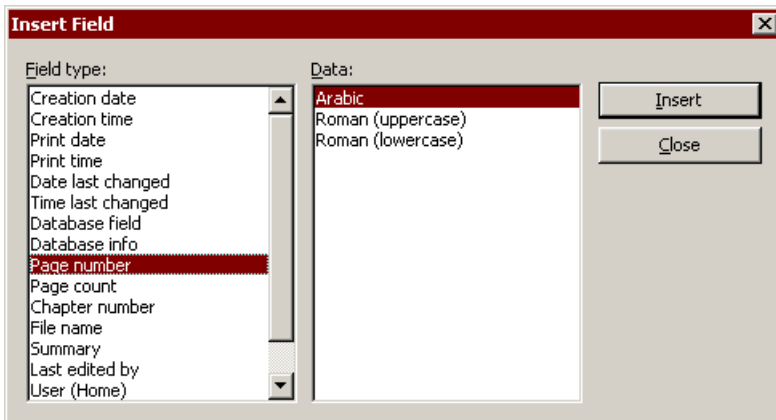 Insert Field
Field type:
Creation date
Creation time
Print date
Print time
Date last changed
Time last changed
Database field
Database info
Page number
Page count
Chapter number
File name
Summary
Last edited by
User (Home)
Data:
Arabic
Roman (uppercase)
Roman (lowercase)
Insert
Close